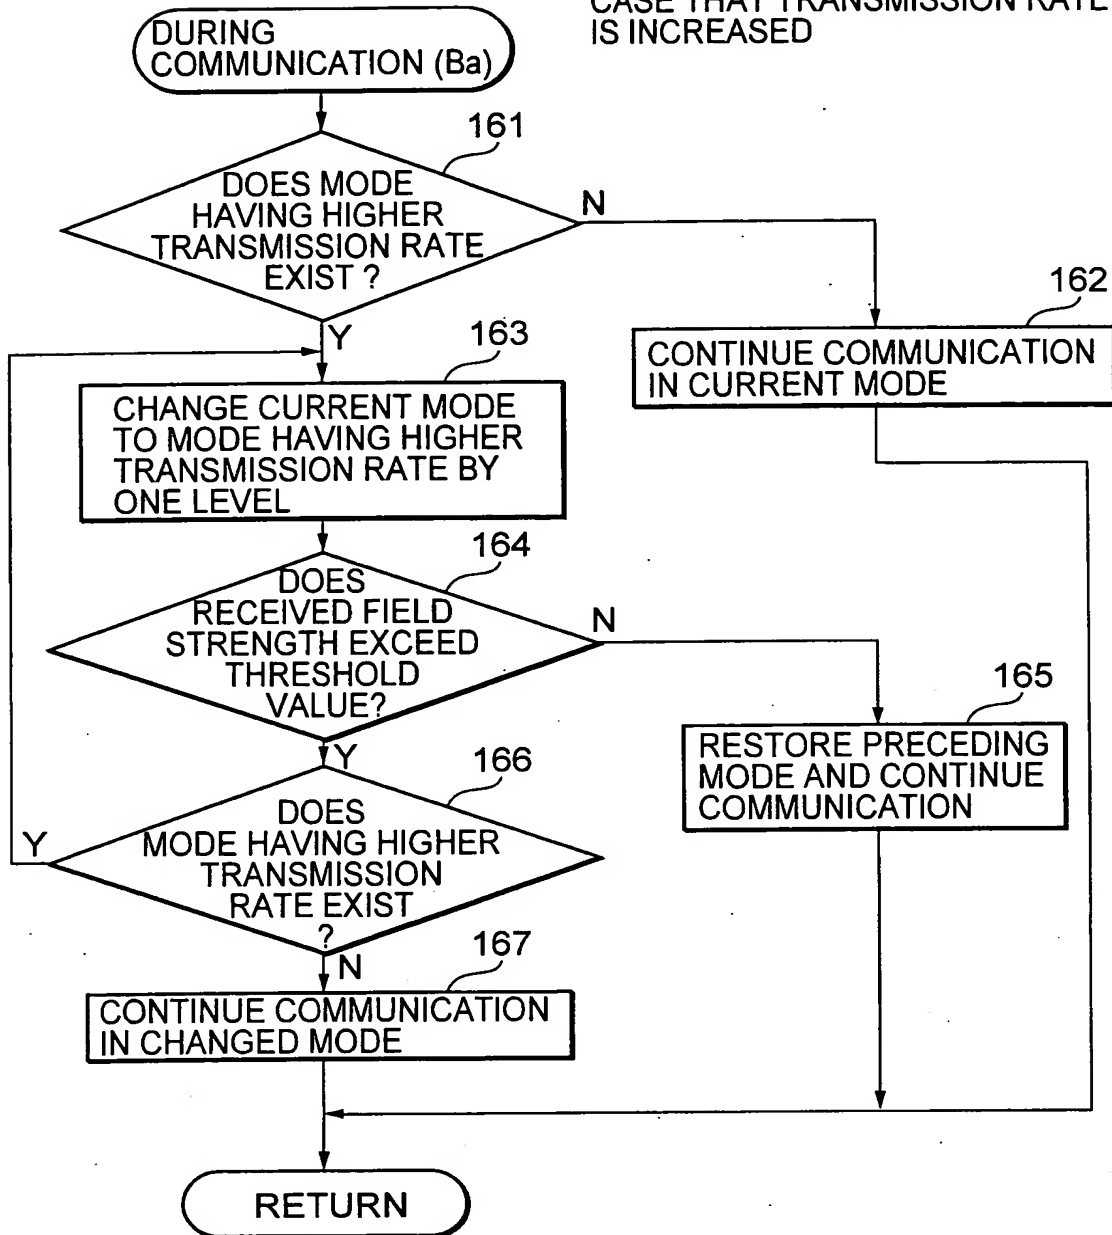 CASE THAT TRANSMISSION RATE
IS INCREASED
DURING
COMMUNICATION (Ba)
161
DOES MODE
HAVING HIGHER
TRANSMISSION RATE
EXIST ?
N
Y
162
CONTINUE COMMUNICATION
IN CURRENT MODE
163
CHANGE CURRENT MODE
TO MODE HAVING HIGHER
TRANSMISSION RATE BY
ONE LEVEL
164
DOES
RECEIVED FIELD
STRENGTH EXCEED
THRESHOLD
VALUE?
N
Y
165
RESTORE PRECEDING
MODE AND CONTINUE
COMMUNICATION
166
DOES
MODE HAVING HIGHER
TRANSMISSION
RATE EXIST
?
Y
N
167
CONTINUE COMMUNICATION
IN CHANGED MODE
RETURN